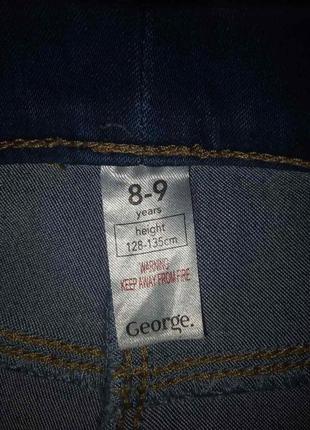 8-9
years
height
128-135cm
WARNING
KEEP AWAY FROM FIRE
George.